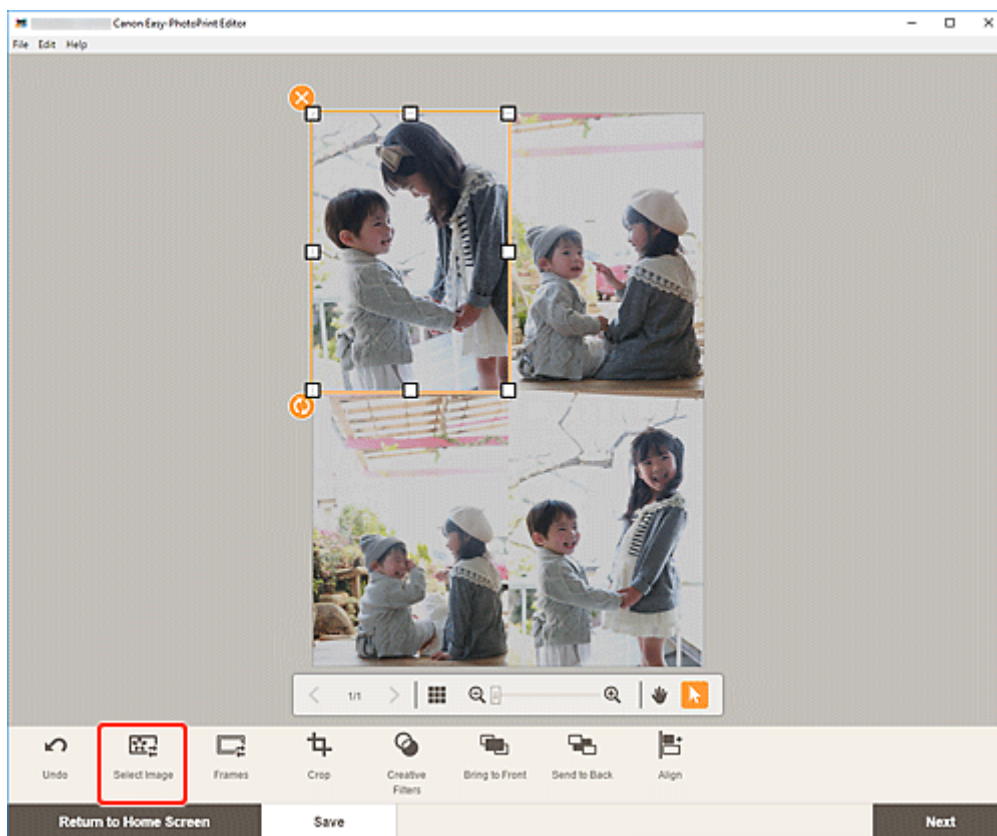 Canon Easy-PhotoPrint Editor
File Edit Help
1/1
Undo
Select Image
Frames
Crop
Creative
Filters
Bring to Front
Send to Back
Align
Return to Home Screen
Save
Next